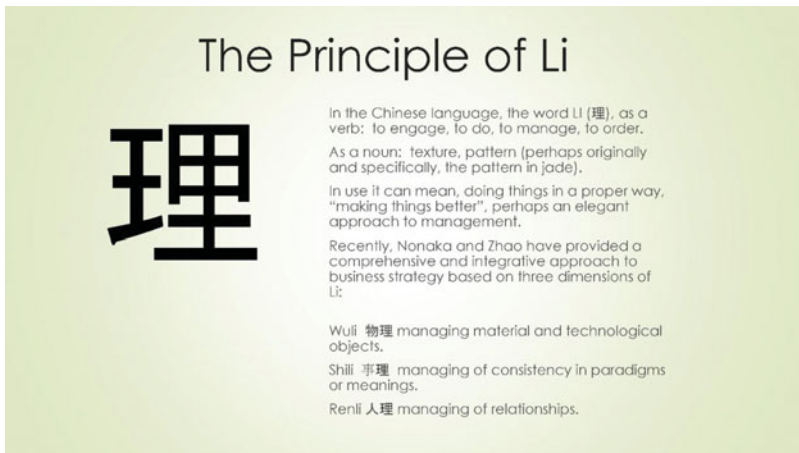 The Principle of Li
理
In the Chinese language, the word LI (理), as a
verb: to engage, to do, to manage, to order.
As a noun: texture, pattern (perhaps originally
and specifically, the pattern in jade).
In use it can mean, doing things in a proper way,
“making things better”, perhaps an elegant
approach to management.
Recently, Nonaka and Zhao have provided a
comprehensive and integrative approach to
business strategy based on three dimensions of
Li:
Wuli 物理 managing material and technological
objects.
Shili 事理 managing of consistency in paradigms
or meanings.
Renli 人理 managing of relationships.